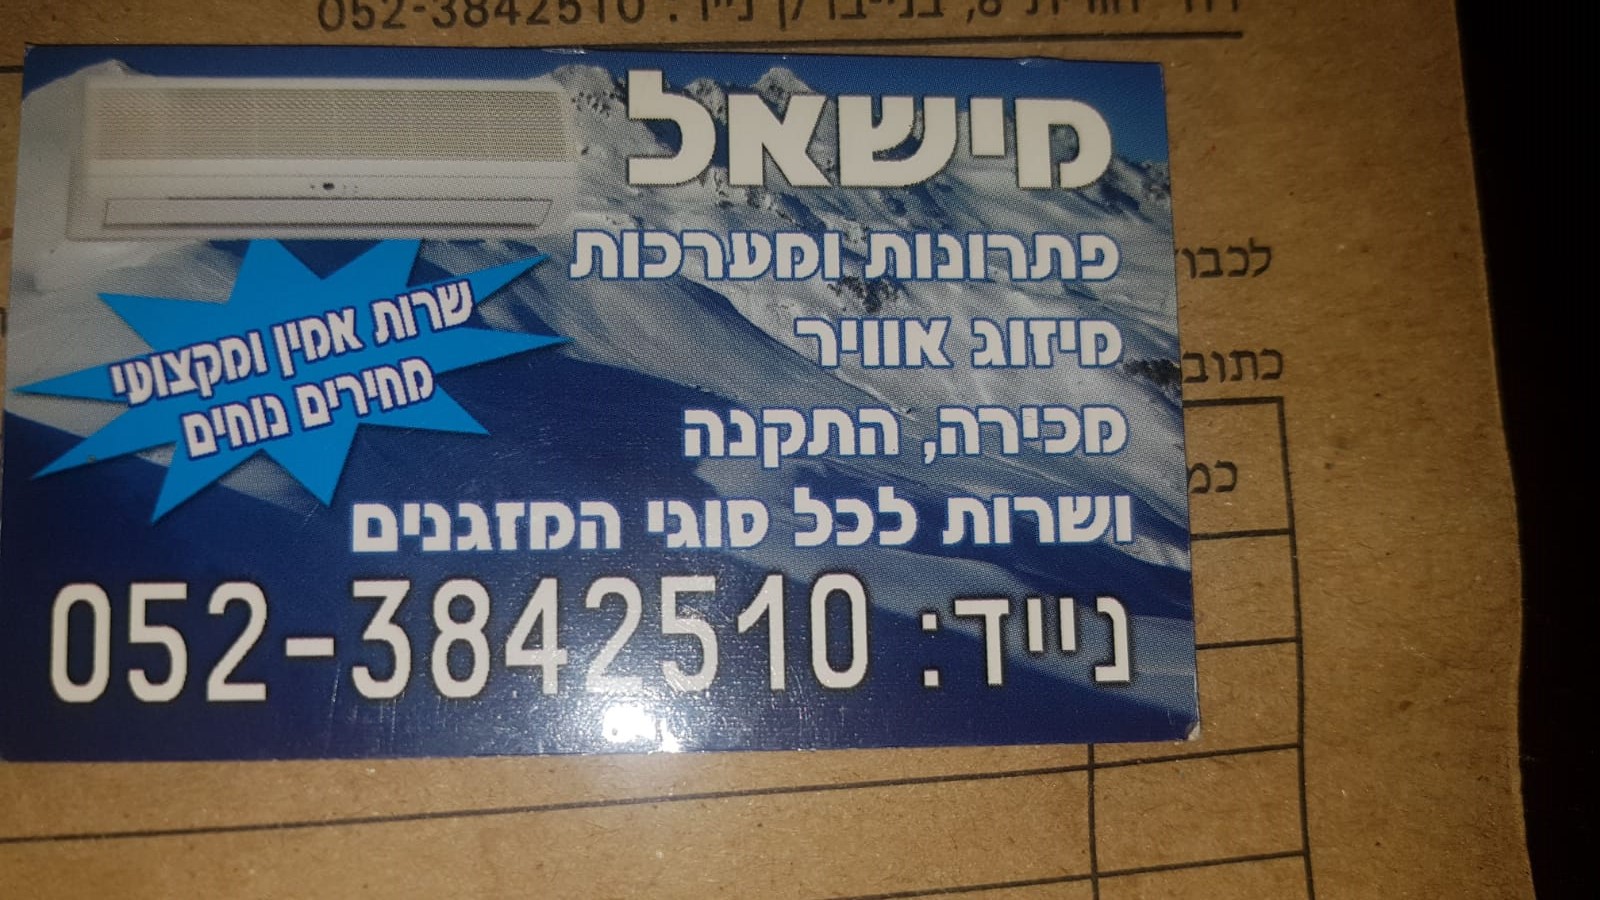 נייד: 052-3842510
מישאל
פתרונות ומערכות
מיזוג אוויר
מכירה, התקנה
ושרות לכל סוגי המזגנים
נייד: 052-3842510
שרות אמין ומקצועי
מחירים נוחים